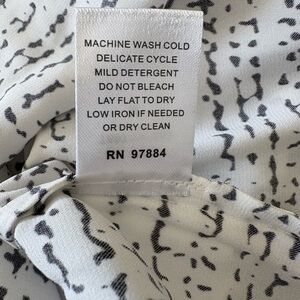 MACHINE WASH COLD
DELICATE CYCLE
MILD DETERGENT
DO NOT BLEACH
LAY FLAT TO DRY
LOW IRON IF NEEDED
OR DRY CLEAN
RN 97884